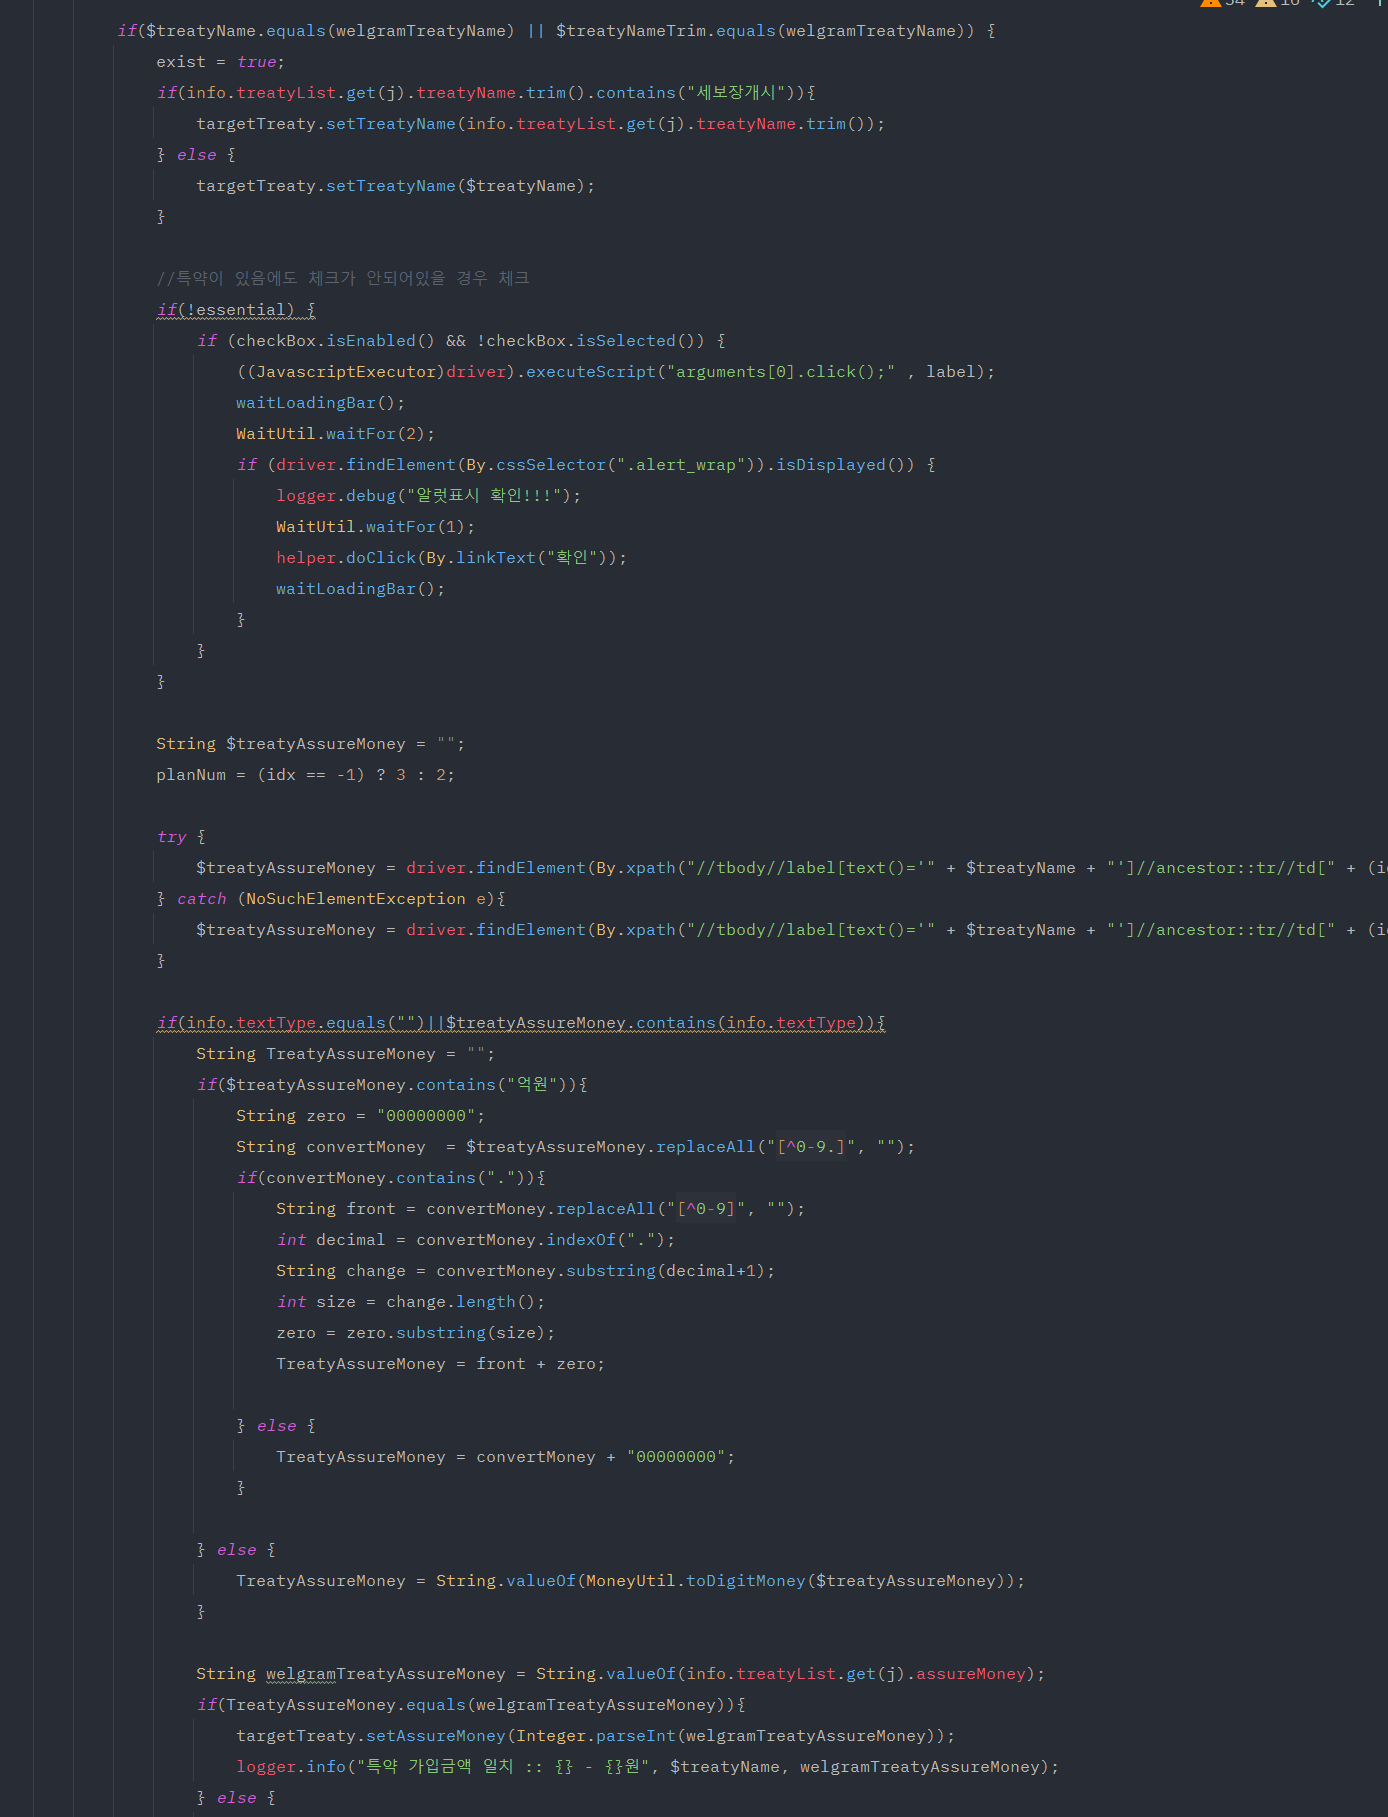 if($treatyName.equals(welgramTreatyName) || $treatyNameTrim.equals(welgramTreatyName)) {
exist = true;
if(info.treatyList.get(j).treatyName.trim().contains("세보장개시")){
targetTreaty.setTreatyName(info.treatyList.get(j).treatyName.trim());
} else {
targetTreaty.setTreatyName($treatyName);
}
//특약이 있음에도 체크가 안되어있을 경우 체크
if(!essential) {
if (checkBox.isEnabled() && !checkBox.isSelected()) {
((JavascriptExecutor)driver).executeScript("arguments[0].click();" , label);
waitLoadingBar();
WaitUtil.waitFor(2);
if (driver.findElement(By.cssSelector(".alert_wrap")).isDisplayed()) {
logger.debug("알럿표시 확인!!!");
WaitUtil.waitFor(1);
helper.doClick(By.linkText("확인"));
waitLoadingBar();
}
}
}
String $treatyAssureMoney = "";
planNum = (idx == -1) ? 3 : 2;
try {
$treatyAssureMoney = driver.findElement(By.xpath("//tbody//label[text()='" + $treatyName + "']//ancestor::tr//td[" + (i
} catch (NoSuchElementException e){
$treatyAssureMoney = driver.findElement(By.xpath("//tbody//label[text()='" + $treatyName + "']//ancestor::tr//td[" + (i
}
if(info.textType.equals("")||$treatyAssureMoney.contains(info.textType)){
String TreatyAssureMoney = "";
if($treatyAssureMoney.contains("억원")){
String zero = "00000000";
String convertMoney  = $treatyAssureMoney.replaceAll("[^0-9.]", "");
if(convertMoney.contains(".")){
String front = convertMoney.replaceAll("[^0-9]", "");
int decimal = convertMoney.indexOf(".");
String change = convertMoney.substring(decimal+1);
int size = change.length();
zero = zero.substring(size);
TreatyAssureMoney = front + zero;
} else {
TreatyAssureMoney = convertMoney + "00000000";
}
} else {
TreatyAssureMoney = String.valueOf(MoneyUtil.toDigitMoney($treatyAssureMoney));
}
String welgramTreatyAssureMoney = String.valueOf(info.treatyList.get(j).assureMoney);
if(TreatyAssureMoney.equals(welgramTreatyAssureMoney)){
targetTreaty.setAssureMoney(Integer.parseInt(welgramTreatyAssureMoney));
logger.info("특약 가입금액 일치 :: {} - {}원", $treatyName, welgramTreatyAssureMoney);
} else {